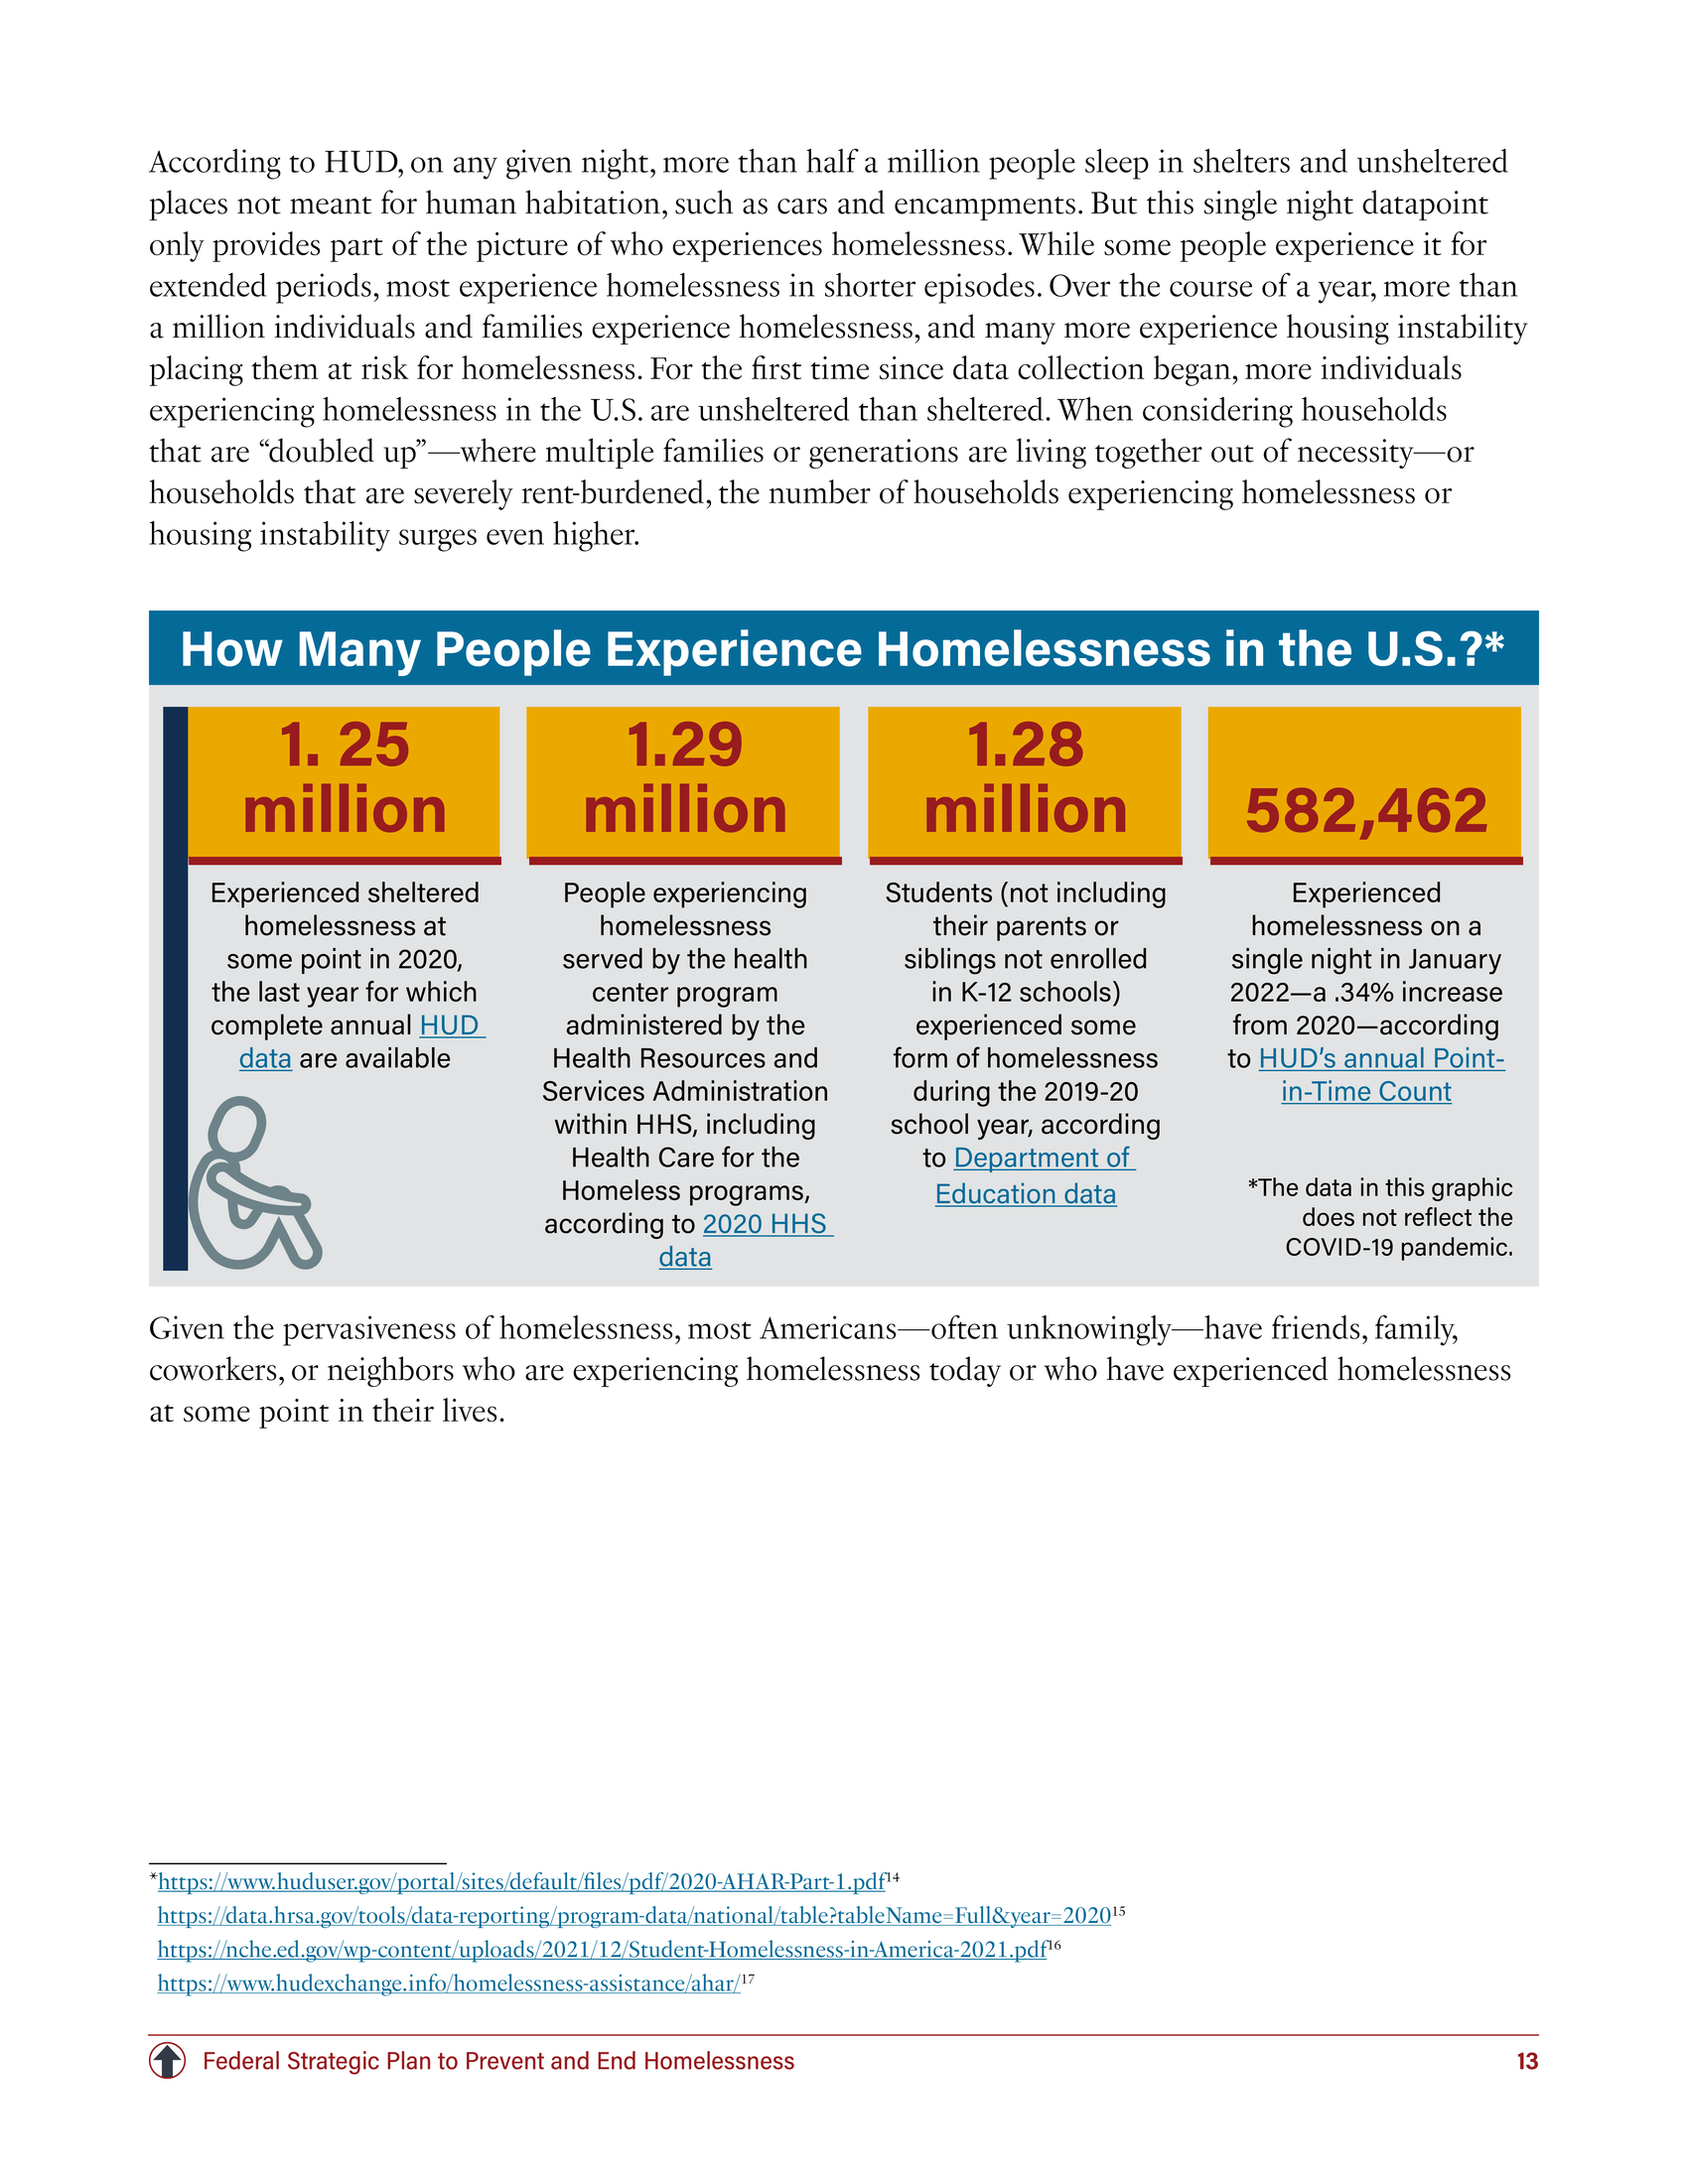 According to HUD, on any given night, more than half a million people sleep in shelters and unsheltered
places not meant for human habitation, such as cars and encampments. But this single night datapoint
only provides part of the picture of who experiences homelessness. While some people experience it for
extended periods, most experience homelessness in shorter episodes. Over the course of a year, more than
a million individuals and families experience homelessness, and many more experience housing instability
placing them at risk for homelessness. For the first time since data collection began, more individuals
experiencing homelessness in the U.S. are unsheltered than sheltered. When considering households
that are “doubled up”—where multiple families or generations are living together out of necessity—or
households that are severely rent-burdened, the number of households experiencing homelessness or
housing instability surges even higher.
How Many People Experience Homelessness in the U.S.?*
1. 25
million
Experienced sheltered
homelessness at
some point in 2020,
the last year for which
complete annual HUD
data are available
1.29
million
People experiencing
homelessness
served by the health
center program
administered by the
Health Resources and
Services Administration
within HHS, including
Health Care for the
Homeless programs,
according to 2020 HHS
data
1.28
million
Students (not including
their parents or
siblings not enrolled
in K-12 schools)
experienced some
form of homelessness
during the 2019-20
school year, according
to Department of
Education data
582,462
Experienced
homelessness on a
single night in January
2022—a .34% increase
from 2020—according
to HUD’s annual Point-
in-Time Count
*The data in this graphic
does not reflect the
COVID-19 pandemic.
Given the pervasiveness of homelessness, most Americans—often unknowingly—have friends, family,
coworkers, or neighbors who are experiencing homelessness today or who have experienced homelessness
at some point in their lives.
*https://www.huduser.gov/portal/sites/default/files/pdf/2020-AHAR-Part-1.pdf14
https://data.hrsa.gov/tools/data-reporting/program-data/national/table?tableName=Full&year=202015
https://nche.ed.gov/wp-content/uploads/2021/12/Student-Homelessness-in-America-2021.pdf16
https://www.hudexchange.info/homelessness-assistance/ahar/17
Federal Strategic Plan to Prevent and End Homelessness
13